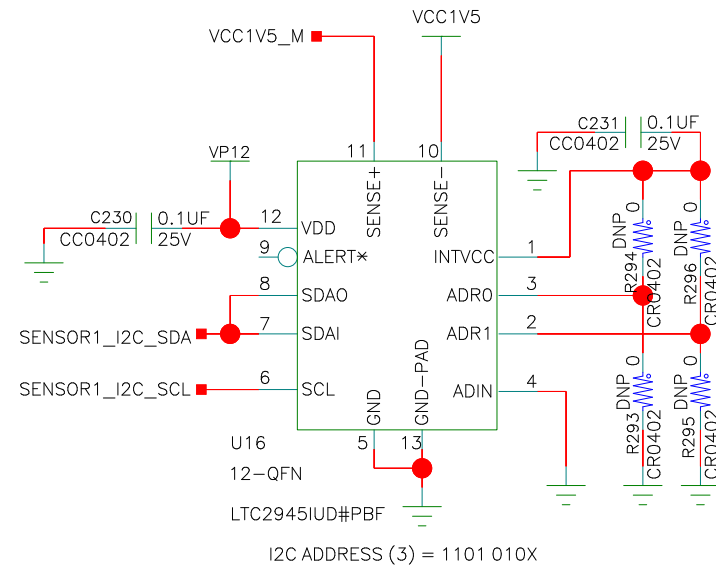 VCC1V5
VCC1V5_M
C231 0.1UF
CC0402 25V
VP12
11 10
SENSE+ SENSE-
C230 0.1UF
CC0402 25V
12 VDD
9 ALERT*
INTVCC 1
8 SDAO
ADR0 3
7 SDAI
ADR1 2
SENSOR1_I2C_SDA
6 SCL
SENSOR1_I2C_SCL
ADIN 4
GND GND-PAD
5 13
R294 DNP 0 CR0402
R296 DNP 0 CR0402
R293 DNP 0 CR0402
R295 DNP 0 CR0402
U16
12-QFN
LTC2945IUD#PBF
I2C ADDRESS (3) = 1101 010X